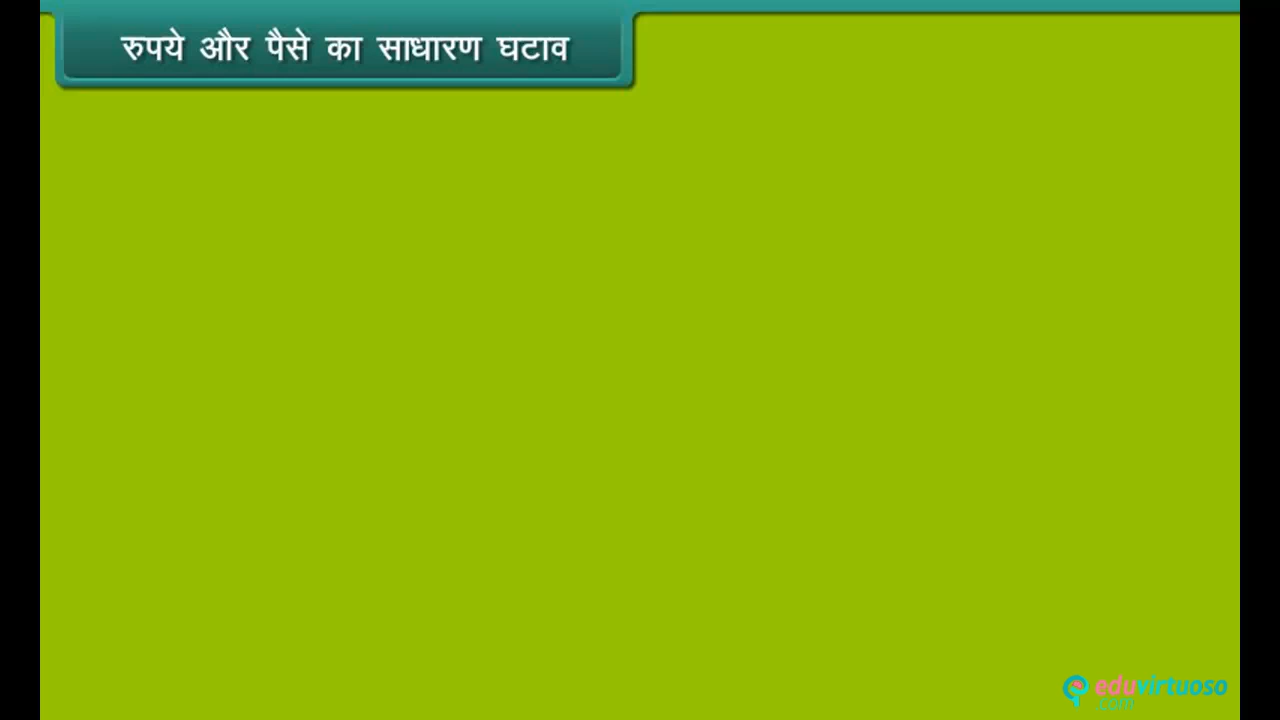 रुपये और पैसे का साधारण घटाव
eduvirtuoso
.com